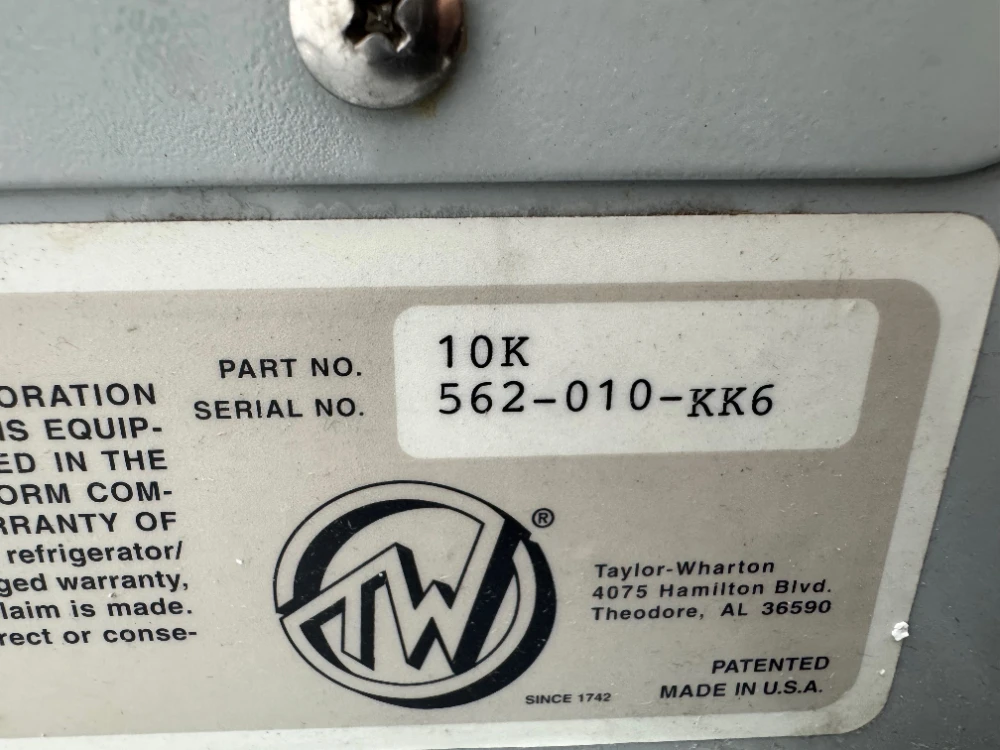 PART NO. 10K
SERIAL NO. 562-010-KK6
ORATION
IS EQUIP-
ED IN THE
ORM COM-
RRANTY OF
refrigerator/
ged warranty,
laim is made.
rect or conse-
TW ®
SINCE 1742
Taylor-Wharton
4075 Hamilton Blvd.
Theodore, AL 36590
PATENTED
MADE IN U.S.A.